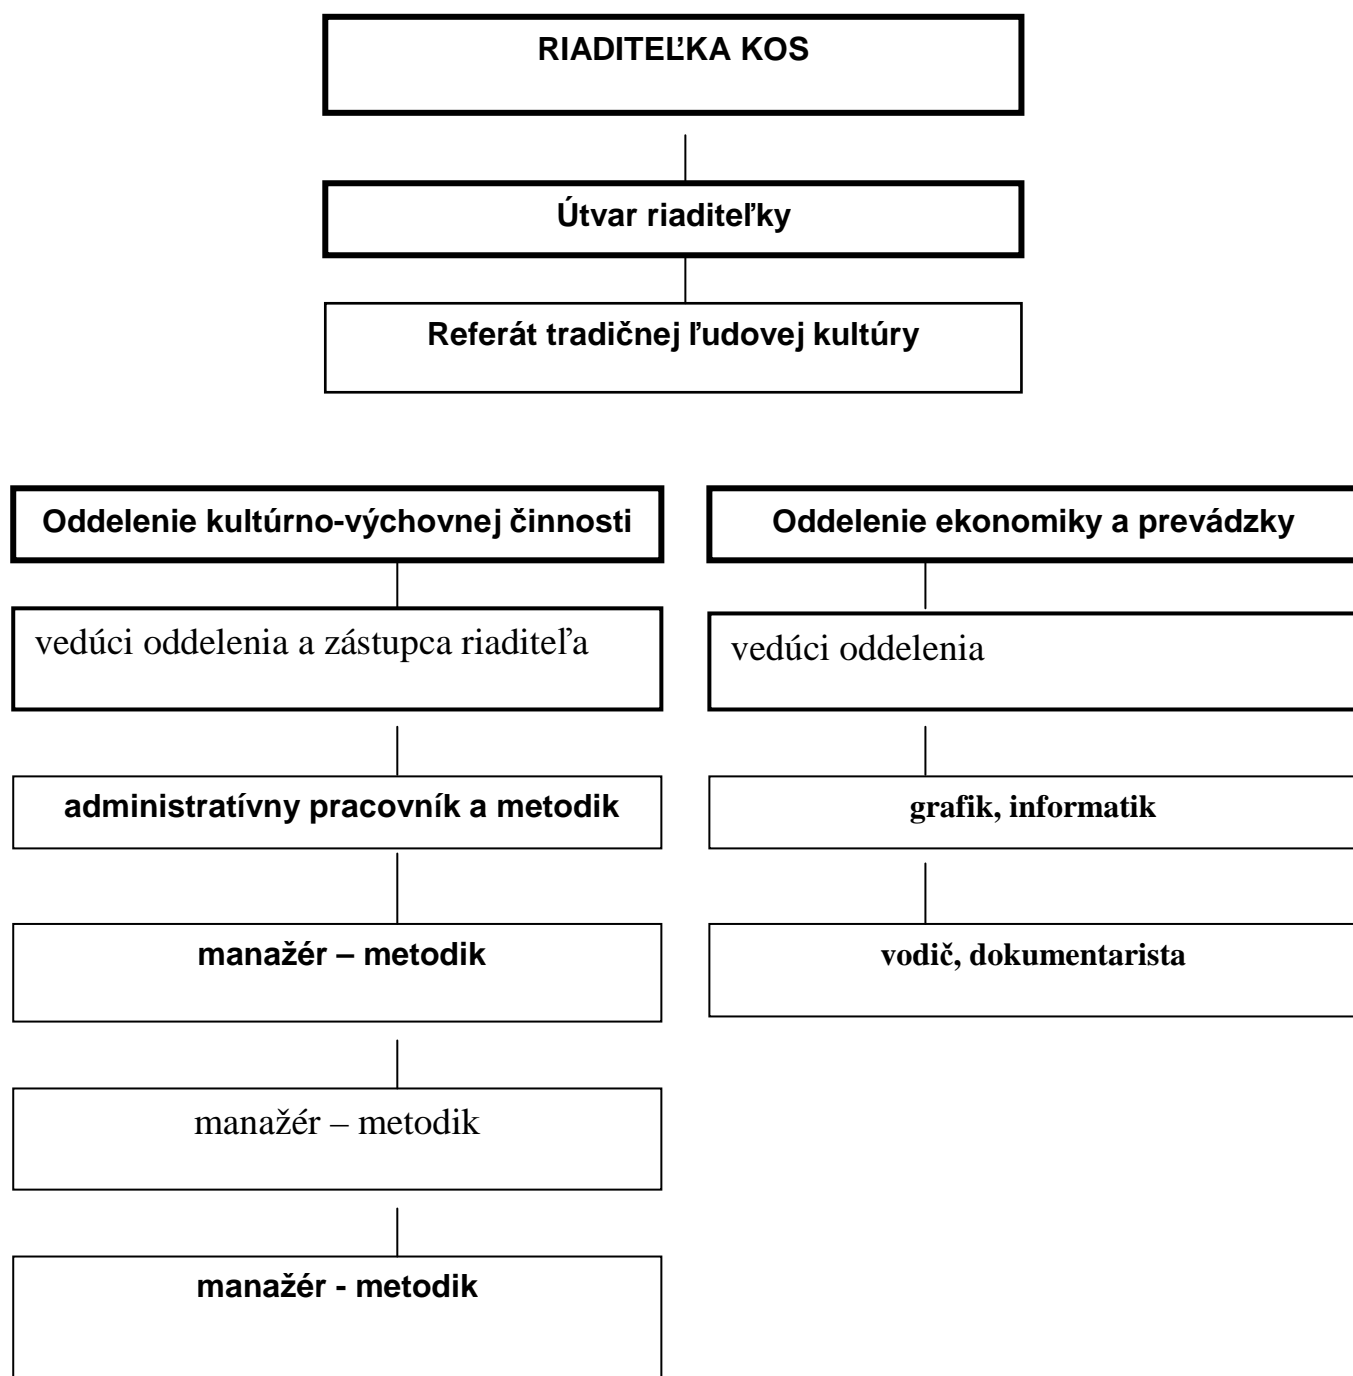 RIADITEĽKA KOS
Útvar riaditeľky
Referát tradičnej ľudovej kultúry
Oddelenie kultúrno-výchovnej činnosti
vedúci oddelenia a zástupca riaditeľa
administratívny pracovník a metodik
manažér – metodik
manažér – metodik
manažér - metodik
Oddelenie ekonomiky a prevádzky
vedúci oddelenia
grafik, informatik
vodič, dokumentarista